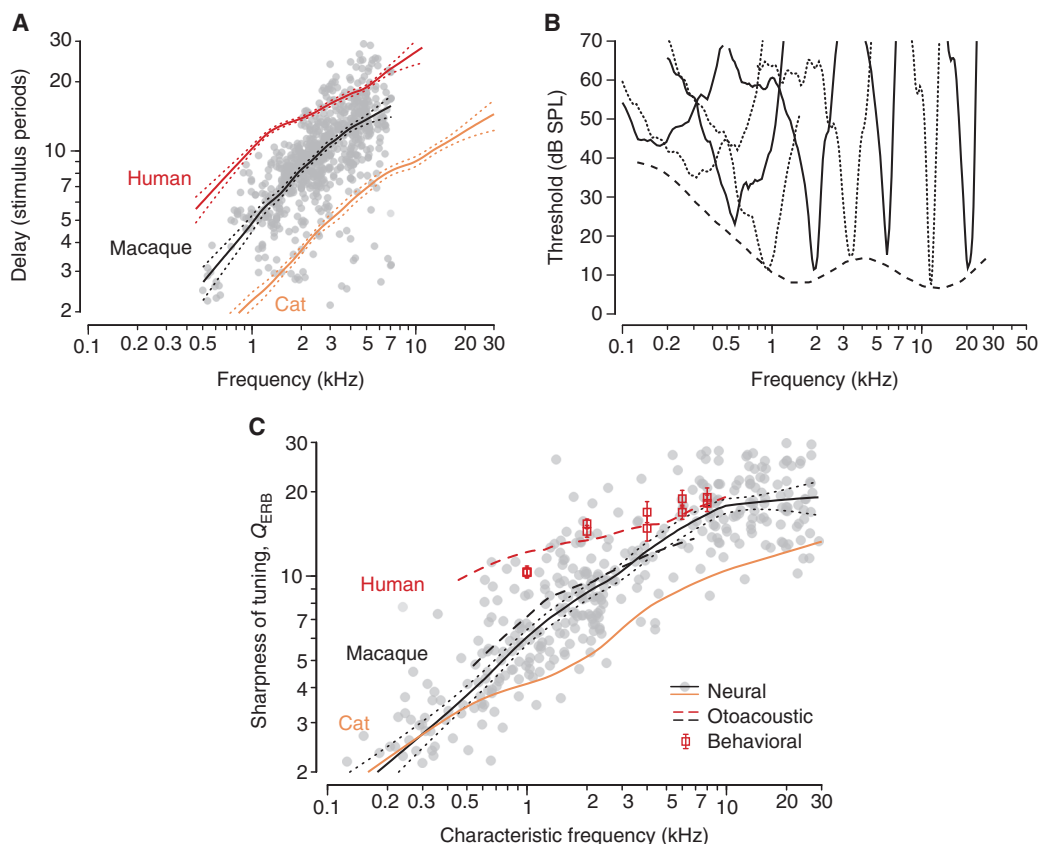 A
Delay (stimulus periods)
30
20
10
7
5
4
3
2
Human
Macaque
Cat
0.1 0.2 0.3 0.5 1 2 3 5 7 10 20 30
Frequency (kHz)
B
Threshold (dB SPL)
70
60
50
40
30
20
10
0
0.1 0.2 0.4 1 2 5 7 10 20 30 50
Frequency (kHz)
C
Sharpness of tuning, QERB
30
20
10
7
5
4
3
2
Human
Macaque
Cat
Neural
Otoacoustic
Behavioral
0.1 0.2 0.3 0.5 1 2 3 5 7 10 20 30
Characteristic frequency (kHz)